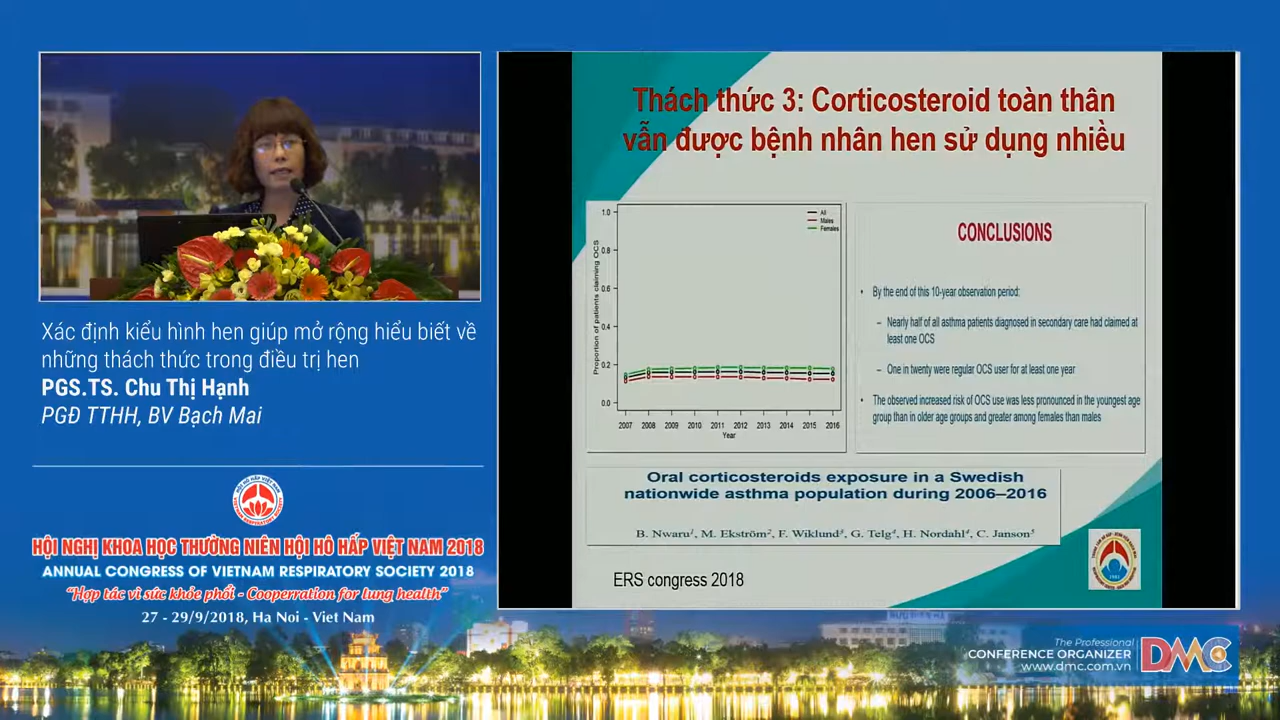 Xác định kiểu hình hen giúp mở rộng hiểu biết về
những thách thức trong điều trị hen
PGS.TS. Chu Thị Hạnh
PGĐ TTHH, BV Bạch Mai
HỘI NGHỊ KHOA HỌC THƯỜNG NIÊN HỘI HÔ HẤP VIỆT NAM 2018
ANNUAL CONGRESS OF VIETNAM RESPIRATORY SOCIETY 2018
“Hợp tác vì sức khỏe phổi - Cooperration for lung health”
27 - 29/9/2018, Ha Noi - Viet Nam
Thách thức 3: Corticosteroid toàn thân
vẫn được bệnh nhân hen sử dụng nhiều
Proportion of patients claiming OCS
1.0
0.8
0.6
0.4
0.2
0.0
All
Males
Females
2007 2008 2009 2010 2011 2012 2013 2014 2015 2016
Year
CONCLUSIONS
• By the end of this 10-year observation period:
– Nearly half of all asthma patients diagnosed in secondary care had claimed at
least one OCS
– One in twenty were regular OCS user for at least one year
• The observed increased risk of OCS use was less pronounced in the youngest age
group than in older age groups and greater among females than males
Oral corticosteroids exposure in a Swedish
nationwide asthma population during 2006–2016
B. Nwaru¹, M. Ekström², F. Wiklund³, G. Telg⁴, H. Nordahl⁴, C. Janson⁵
ERS congress 2018
The Professional
CONFERENCE ORGANIZER
www.dmc.com.vn
DMC